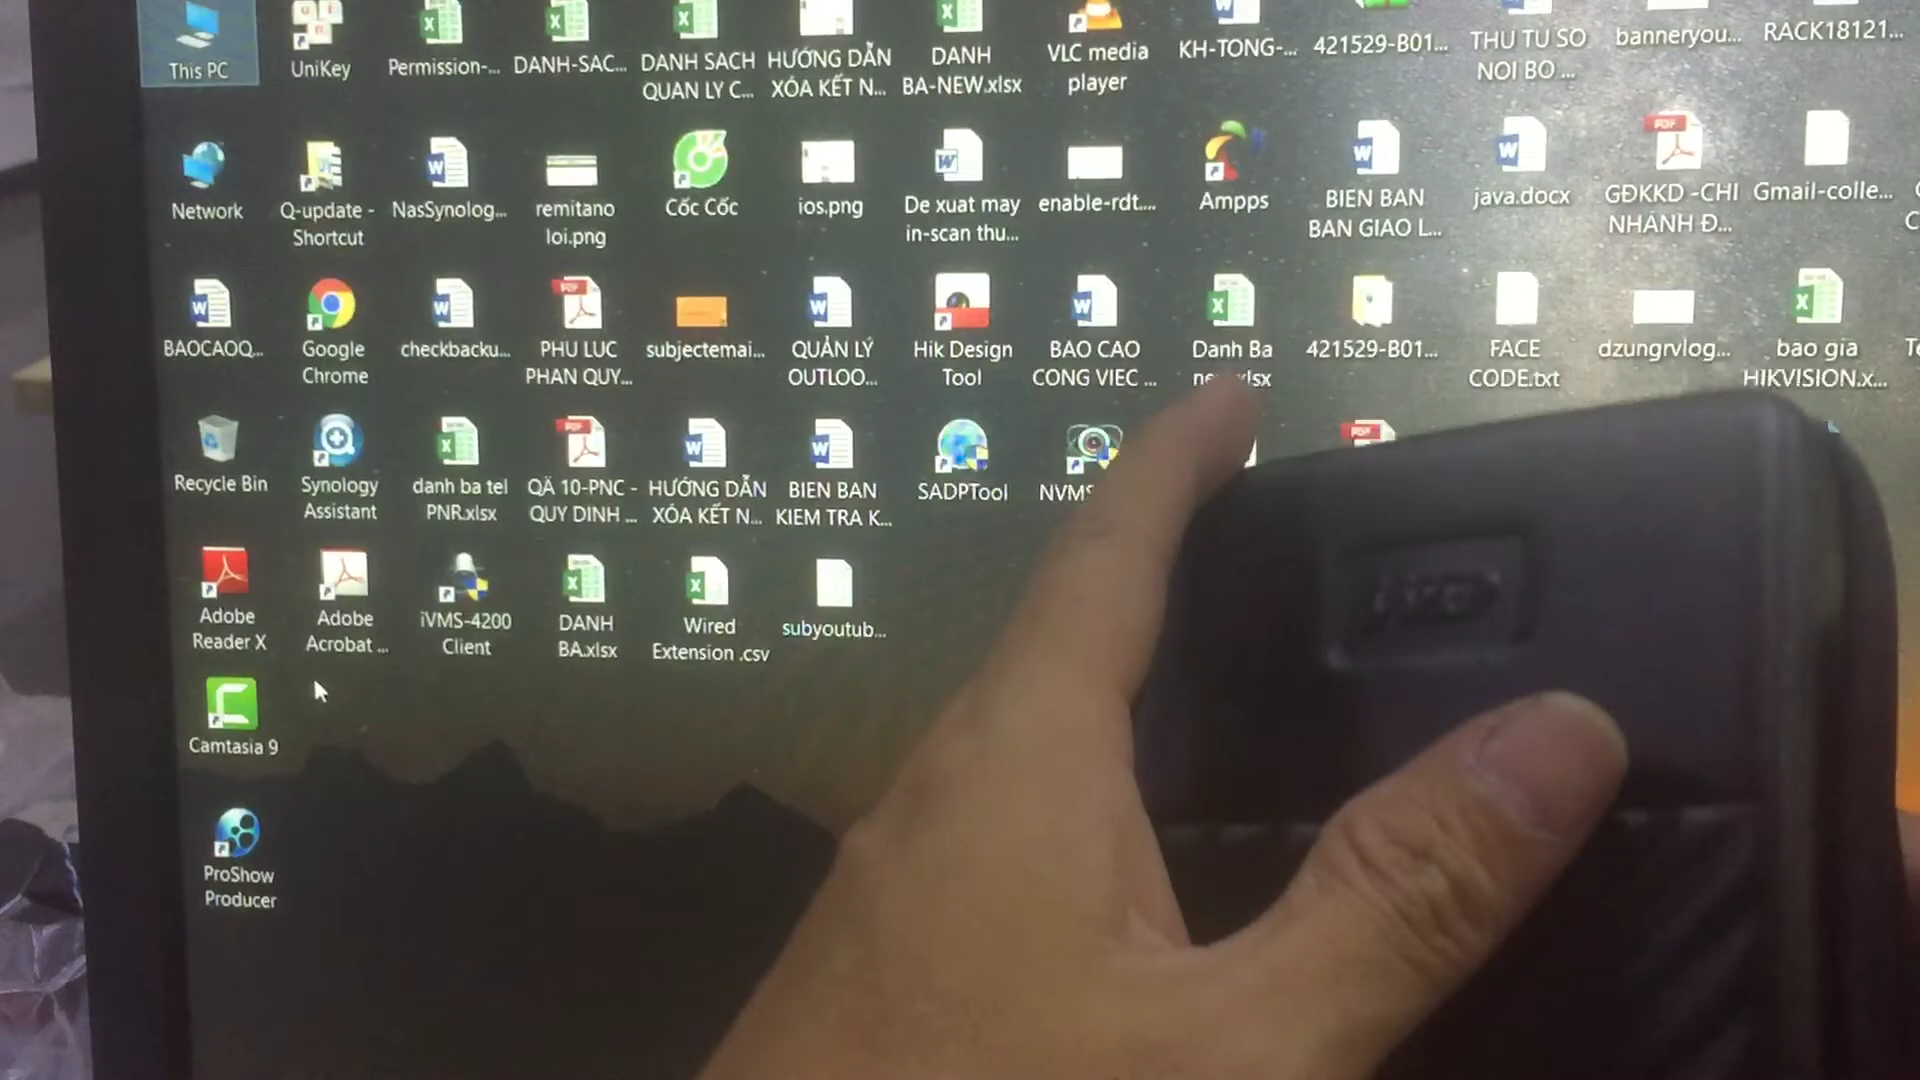 This PC
UniKey
Permission-...
DANH-SAC...
DANH SACH
QUAN LY C...
HƯỚNG DẪN
XÓA KẾT N...
DANH
BA-NEW.xlsx
VLC media
player
KH-TONG-...
421529-B01...
THU TU SO
NOI BO ...
banneryou...
RACK18121...
Network
Q-update -
Shortcut
NasSynolog...
remitano
loi.png
Cốc Cốc
ios.png
De xuat may
in-scan thu...
enable-rdt....
Ampps
BIEN BAN
BAN GIAO L...
java.docx
GĐKKD -CHI
NHÁNH Đ...
Gmail-colle...
BAOCAOQ...
Google
Chrome
checkbacku...
PHU LUC
PHAN QUY...
subjectemai...
QUẢN LÝ
OUTLOO...
Hik Design
Tool
BAO CAO
CONG VIEC ...
Danh Ba
421529-B01...
FACE
CODE.txt
dzungrvlog...
bao gia
HIKVISION.x...
Recycle Bin
Synology
Assistant
danh ba tel
PNR.xlsx
QĂ 10-PNC -
QUY DINH ...
HƯỚNG DẪN
XÓA KẾT N...
BIEN BAN
KIEM TRA K...
SADPTool
NVMS
Adobe
Reader X
Adobe
Acrobat ...
iVMS-4200
Client
DANH
BA.xlsx
Wired
Extension .csv
subyoutub...
Camtasia 9
ProShow
Producer